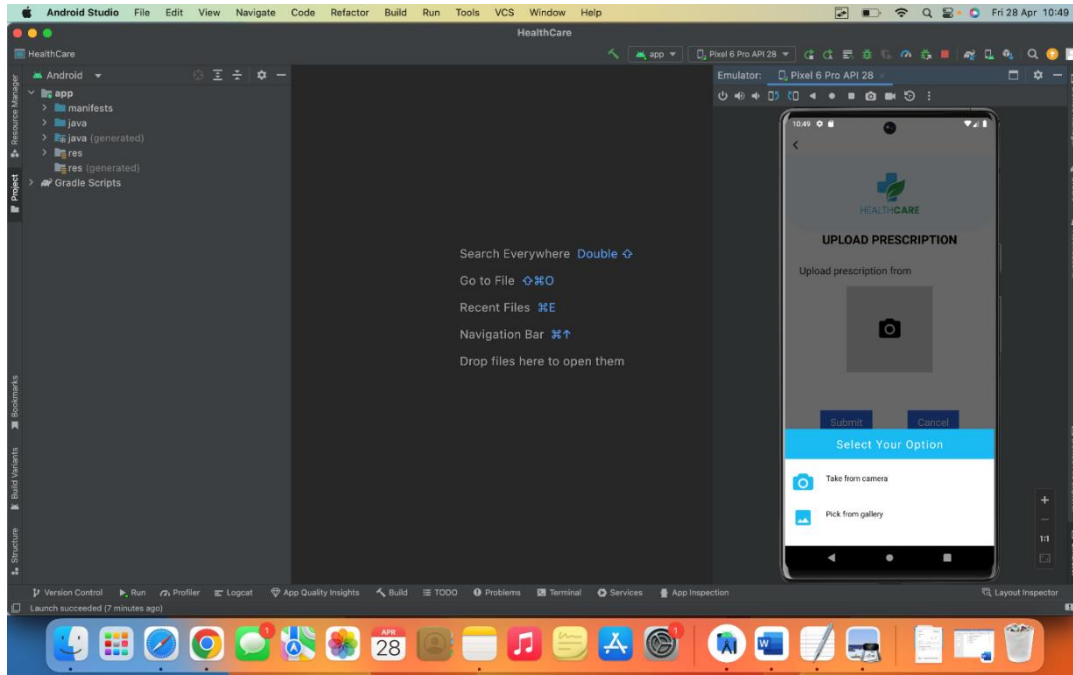 Android Studio File Edit View Navigate Code Refactor Build Run Tools VCS Window Help Fri 28 Apr 10:49
HealthCare
HealthCare app Pixel 6 Pro API 28
Resource Manager
Project
Bookmarks
Build Variants
Structure
Android
app
manifests
java
java (generated)
res
res (generated)
Gradle Scripts
Search Everywhere Double ⇧
Go to File ⇧⌘O
Recent Files ⌘E
Navigation Bar ⌘↑
Drop files here to open them
Emulator: Pixel 6 Pro API 28
10:49
HEALTHCARE
UPLOAD PRESCRIPTION
Upload prescription from
Submit Cancel
Select Your Option
Take from camera
Pick from gallery
1:1
Version Control Run Profiler Logcat App Quality Insights Build TODO Problems Terminal Services App Inspection Layout Inspector
Launch succeeded (7 minutes ago)
APR
28
1
1
W